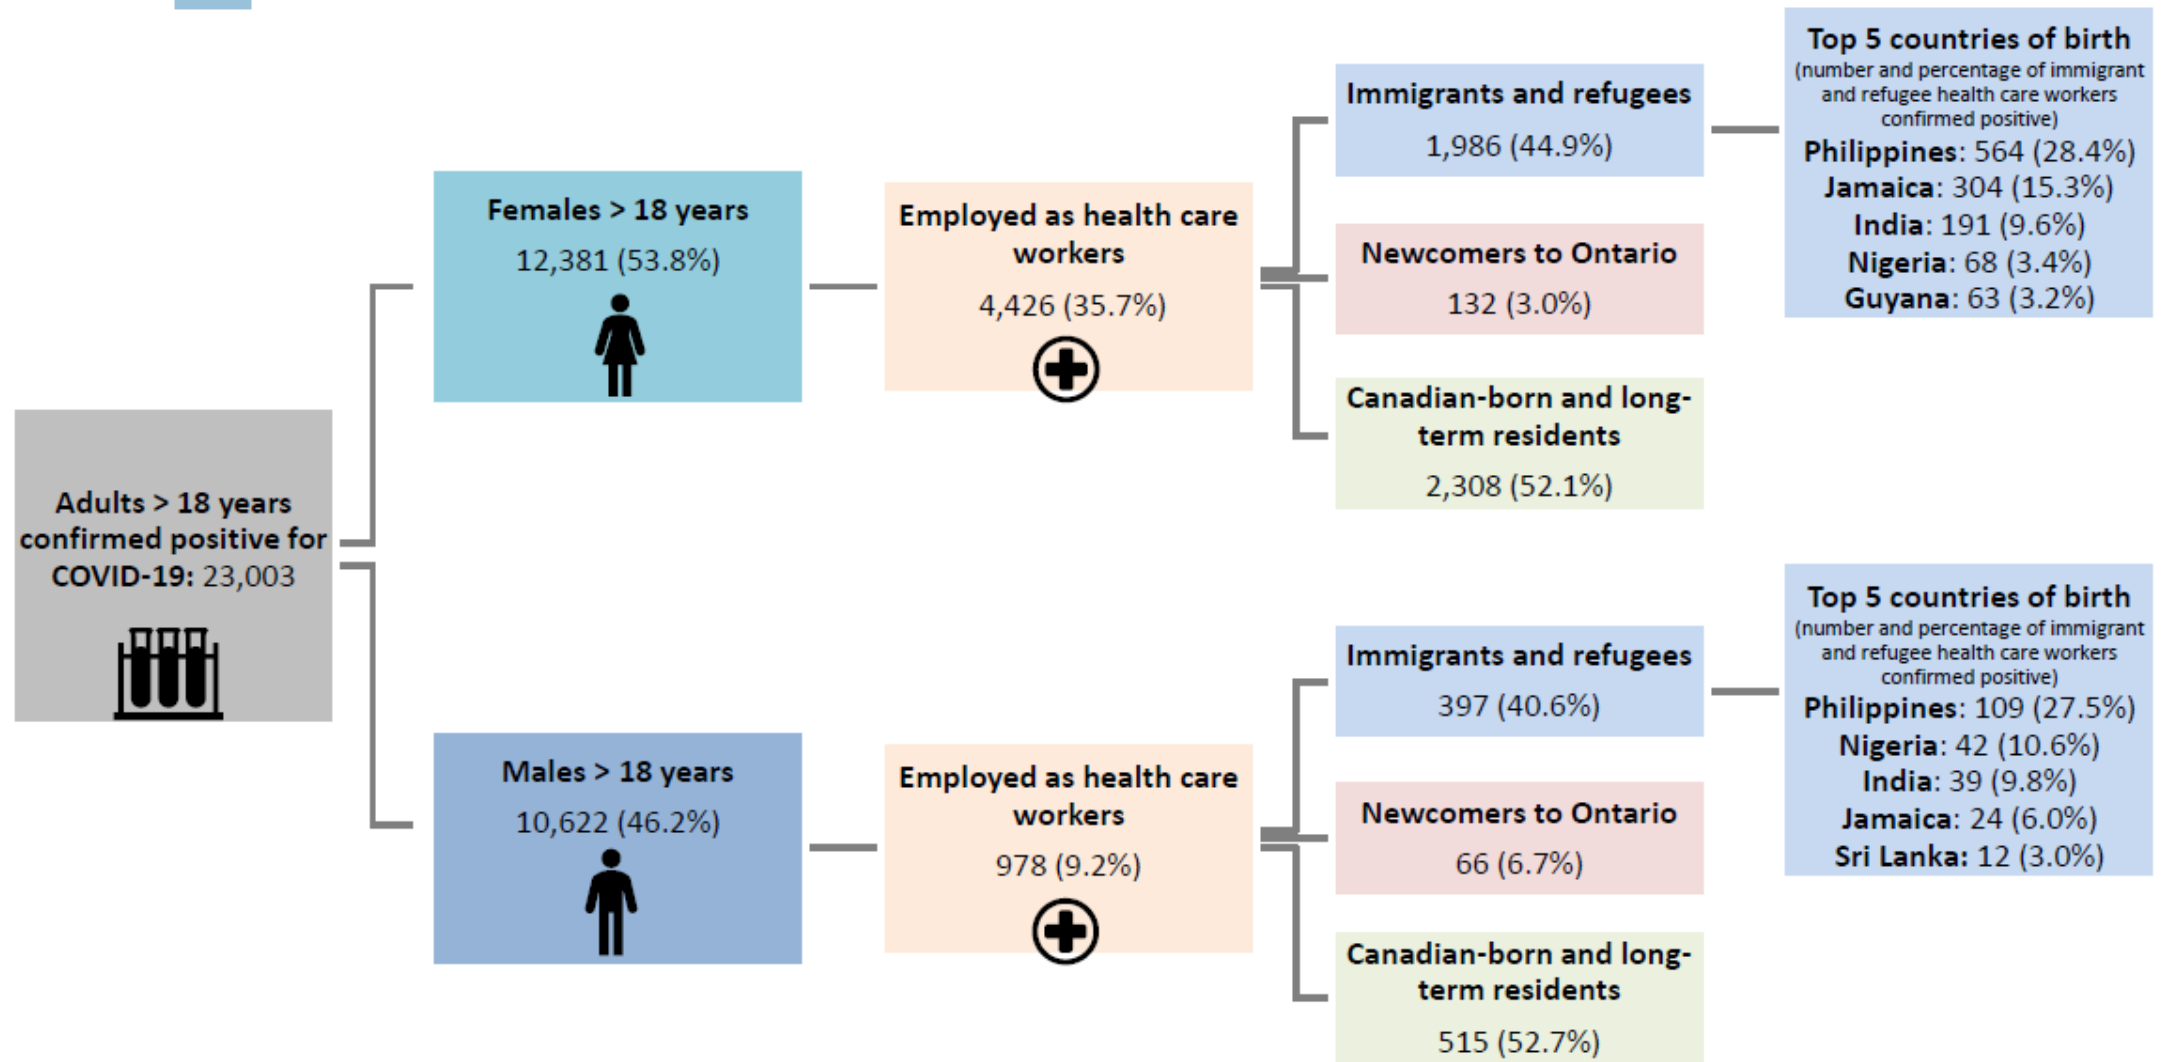 Adults > 18 years
confirmed positive for
COVID-19: 23,003
Females > 18 years
12,381 (53.8%)
Employed as health care
workers
4,426 (35.7%)
Immigrants and refugees
1,986 (44.9%)
Newcomers to Ontario
132 (3.0%)
Canadian-born and long-
term residents
2,308 (52.1%)
Top 5 countries of birth
(number and percentage of immigrant
and refugee health care workers
confirmed positive)
Philippines: 564 (28.4%)
Jamaica: 304 (15.3%)
India: 191 (9.6%)
Nigeria: 68 (3.4%)
Guyana: 63 (3.2%)
Males > 18 years
10,622 (46.2%)
Employed as health care
workers
978 (9.2%)
Immigrants and refugees
397 (40.6%)
Newcomers to Ontario
66 (6.7%)
Canadian-born and long-
term residents
515 (52.7%)
Top 5 countries of birth
(number and percentage of immigrant
and refugee health care workers
confirmed positive)
Philippines: 109 (27.5%)
Nigeria: 42 (10.6%)
India: 39 (9.8%)
Jamaica: 24 (6.0%)
Sri Lanka: 12 (3.0%)